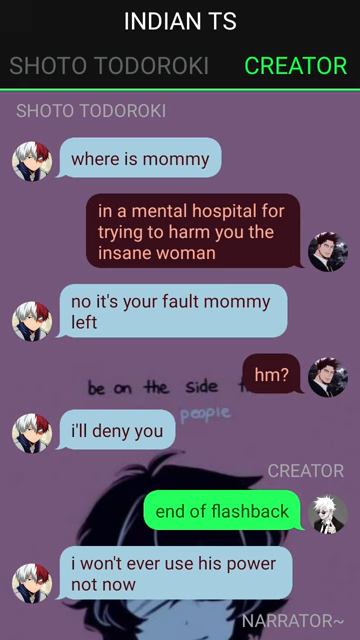 INDIAN TS
SHOTO TODOROKI CREATOR
SHOTO TODOROKI
where is mommy
in a mental hospital for
trying to harm you the
insane woman
no it's your fault mommy
left
hm?
be on the side
people
i'll deny you
CREATOR
end of flashback
i won't ever use his power
not now
NARRATOR~